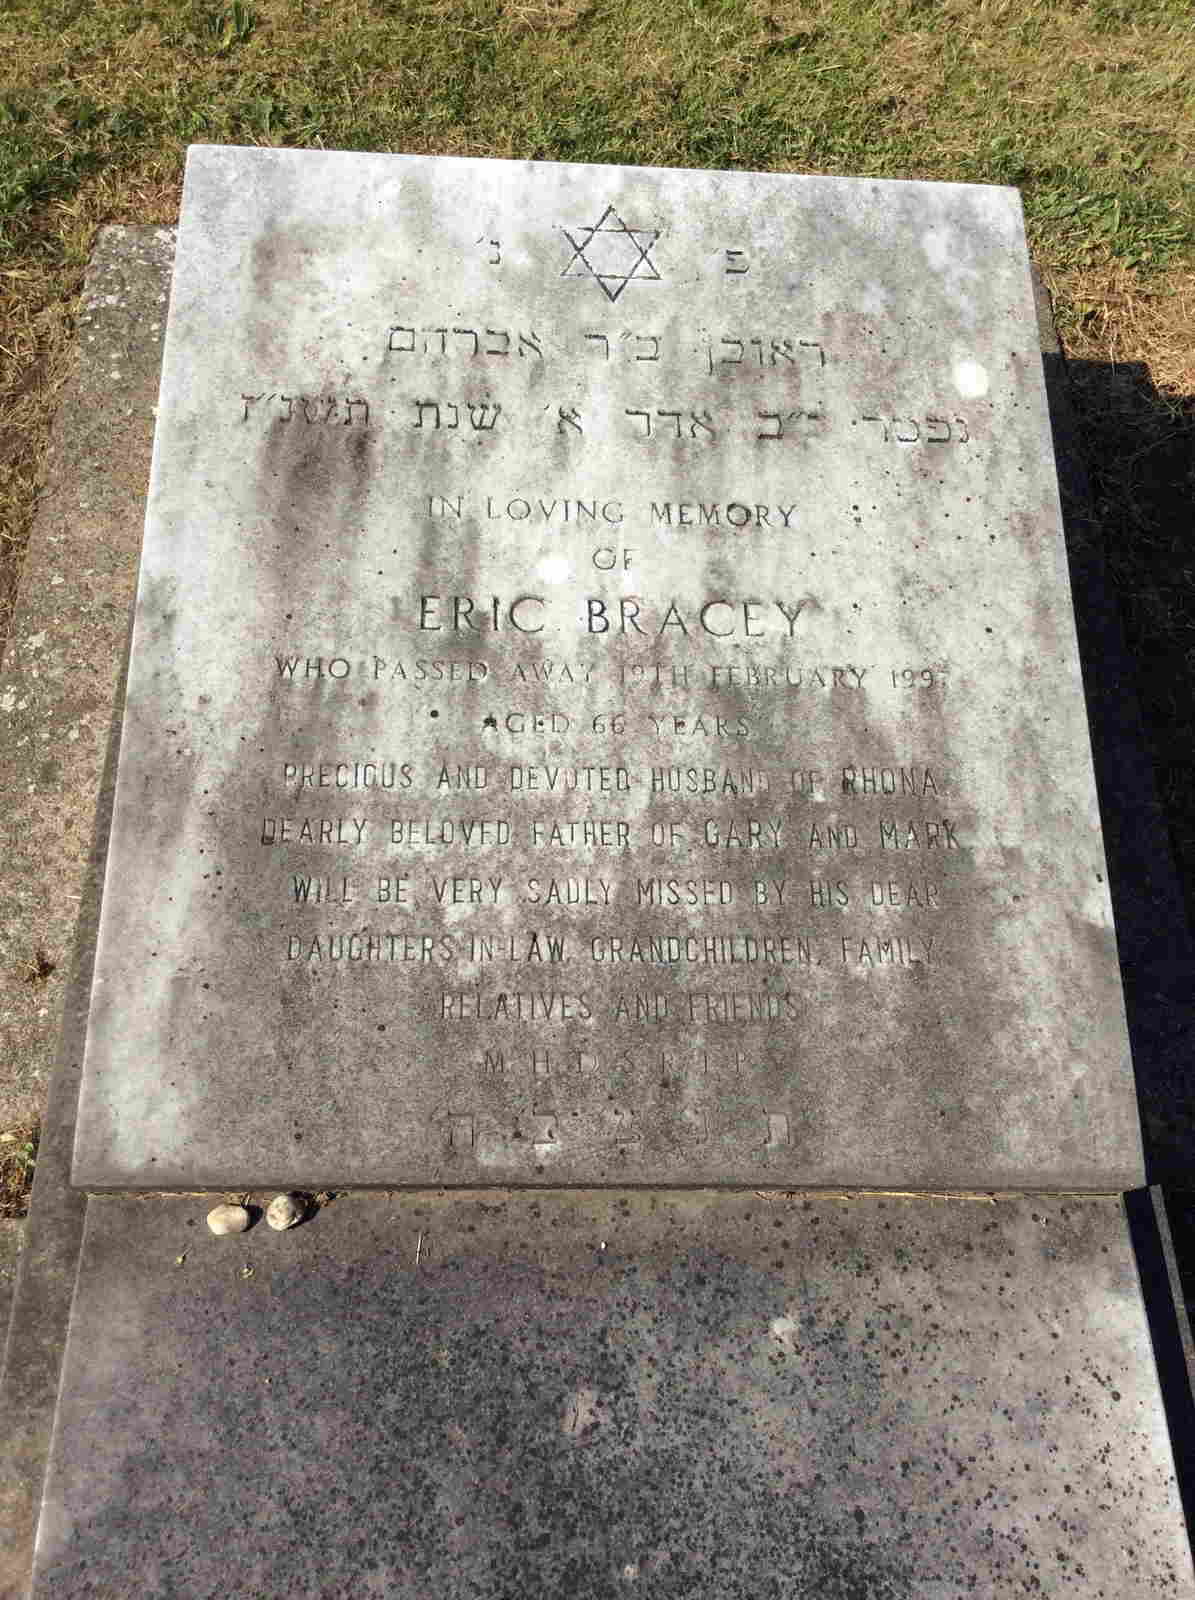 פ׳ נ׳
ראובן ב״ר אברהם
נפטר י״ב אדר א׳ שנת תשנ״ז
IN LOVING MEMORY
OF
ERIC BRACEY
WHO PASSED AWAY 19TH FEBRUARY 1997
AGED 66 YEARS
PRECIOUS AND DEVOTED HUSBAND OF RHONA
DEARLY BELOVED FATHER OF GARY AND MARK
WILL BE VERY SADLY MISSED BY HIS DEAR
DAUGHTERS-IN-LAW, GRANDCHILDREN, FAMILY,
RELATIVES AND FRIENDS
M H D S R I P
ת נ צ ב ה